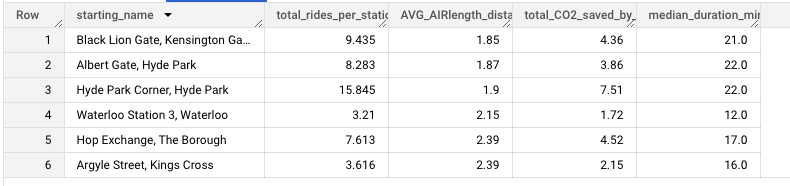 Row starting_name total_rides_per_static AVG_AIRlength_dista total_CO2_saved_by_ median_duration_min
1 Black Lion Gate, Kensington Ga... 9.435 1.85 4.36 21.0
2 Albert Gate, Hyde Park 8.283 1.87 3.86 22.0
3 Hyde Park Corner, Hyde Park 15.845 1.9 7.51 22.0
4 Waterloo Station 3, Waterloo 3.21 2.15 1.72 12.0
5 Hop Exchange, The Borough 7.613 2.39 4.52 17.0
6 Argyle Street, Kings Cross 3.616 2.39 2.15 16.0